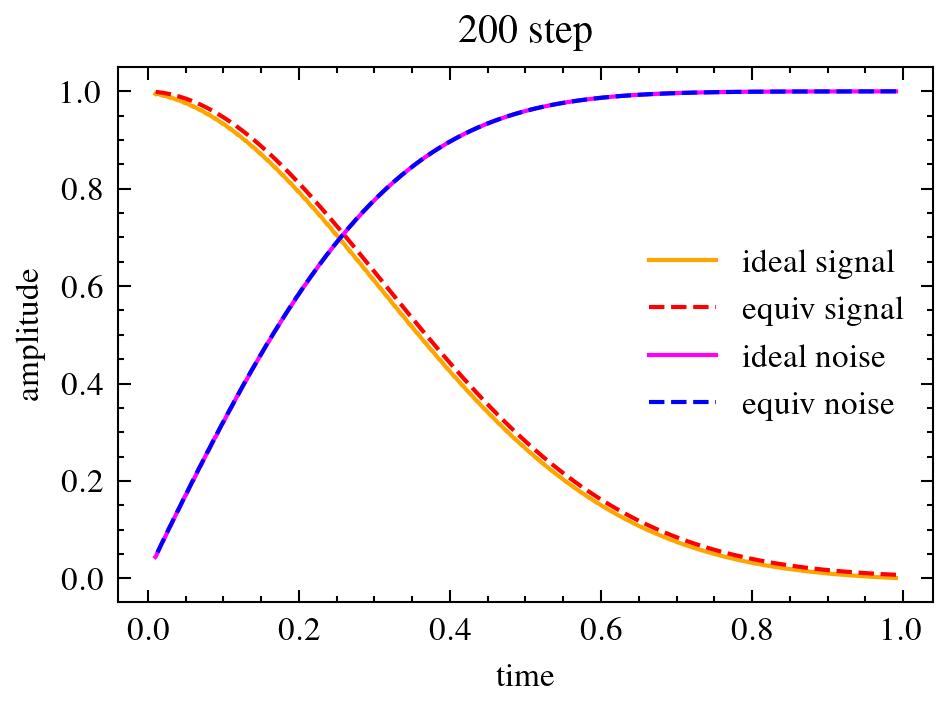 200 step
1.0
0.8
0.6
0.4
0.2
0.0
amplitude
ideal signal
equiv signal
ideal noise
equiv noise
0.0 0.2 0.4 0.6 0.8 1.0
time